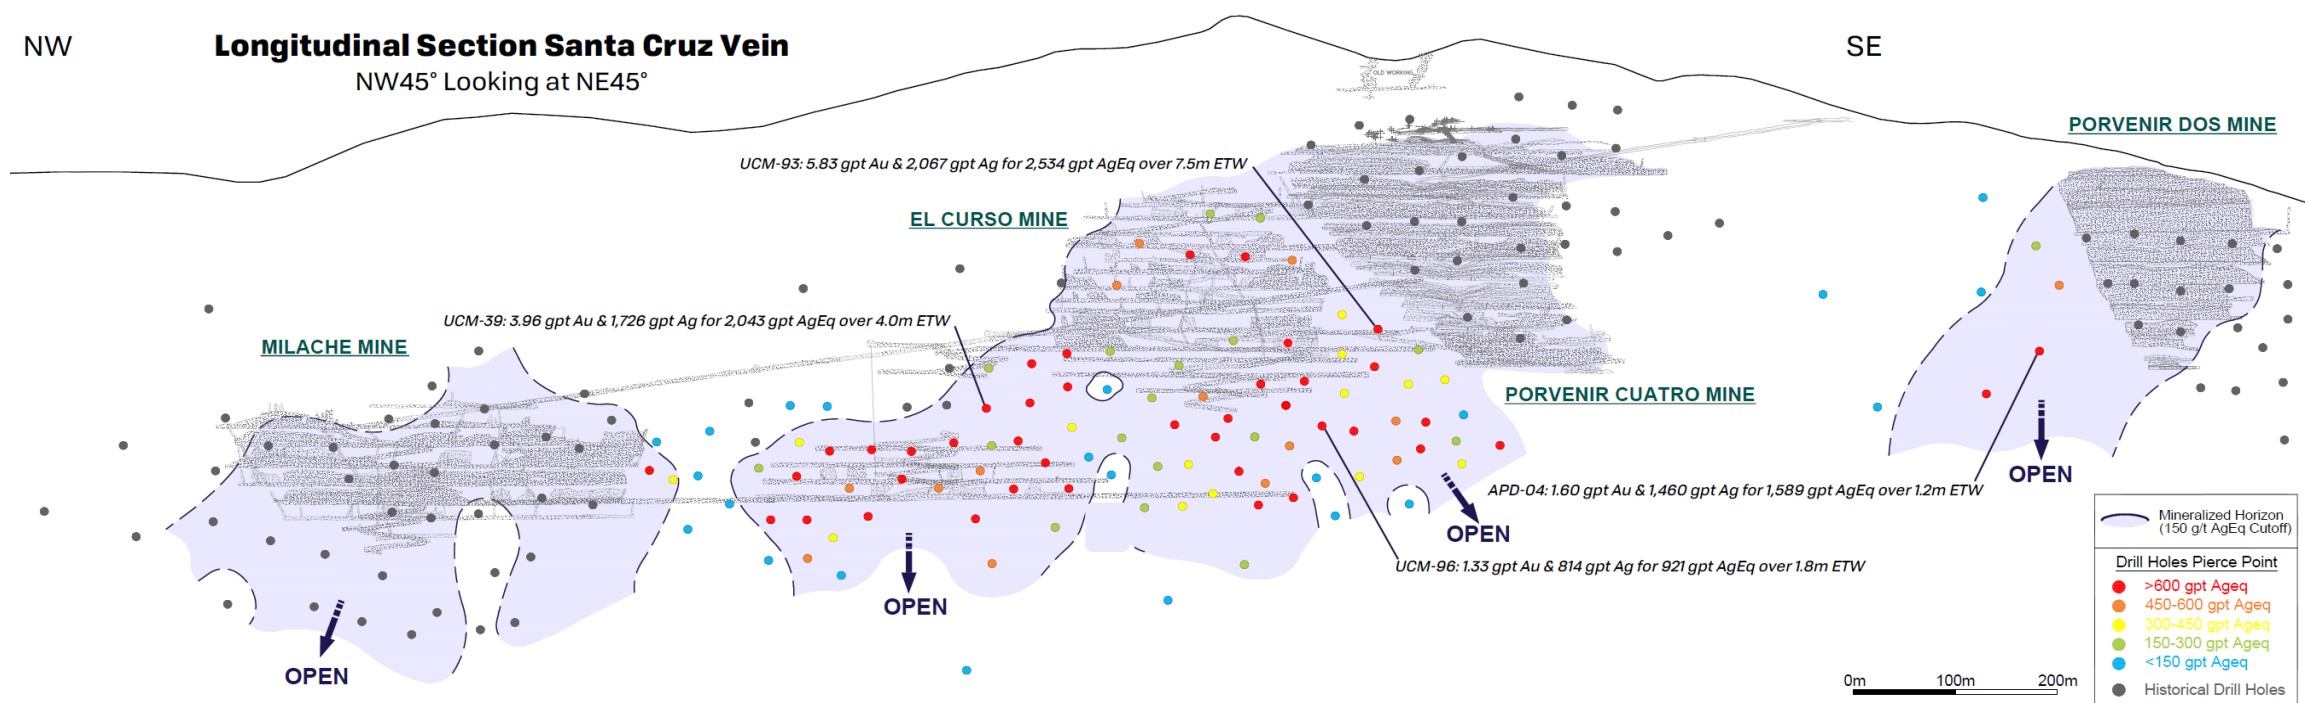 NW
Longitudinal Section Santa Cruz Vein
NW45° Looking at NE45°
SE
OLD WORKING
PORVENIR DOS MINE
UCM-93: 5.83 gpt Au & 2,067 gpt Ag for 2,534 gpt AgEq over 7.5m ETW
EL CURSO MINE
UCM-39: 3.96 gpt Au & 1,726 gpt Ag for 2,043 gpt AgEq over 4.0m ETW
MILACHE MINE
PORVENIR CUATRO MINE
OPEN
APD-04: 1.60 gpt Au & 1,460 gpt Ag for 1,589 gpt AgEq over 1.2m ETW
OPEN
UCM-96: 1.33 gpt Au & 814 gpt Ag for 921 gpt AgEq over 1.8m ETW
OPEN
OPEN
Mineralized Horizon
(150 g/t AgEq Cutoff)
Drill Holes Pierce Point
>600 gpt Ageq
450-600 gpt Ageq
300-450 gpt Ageq
150-300 gpt Ageq
<150 gpt Ageq
Historical Drill Holes
0m 100m 200m